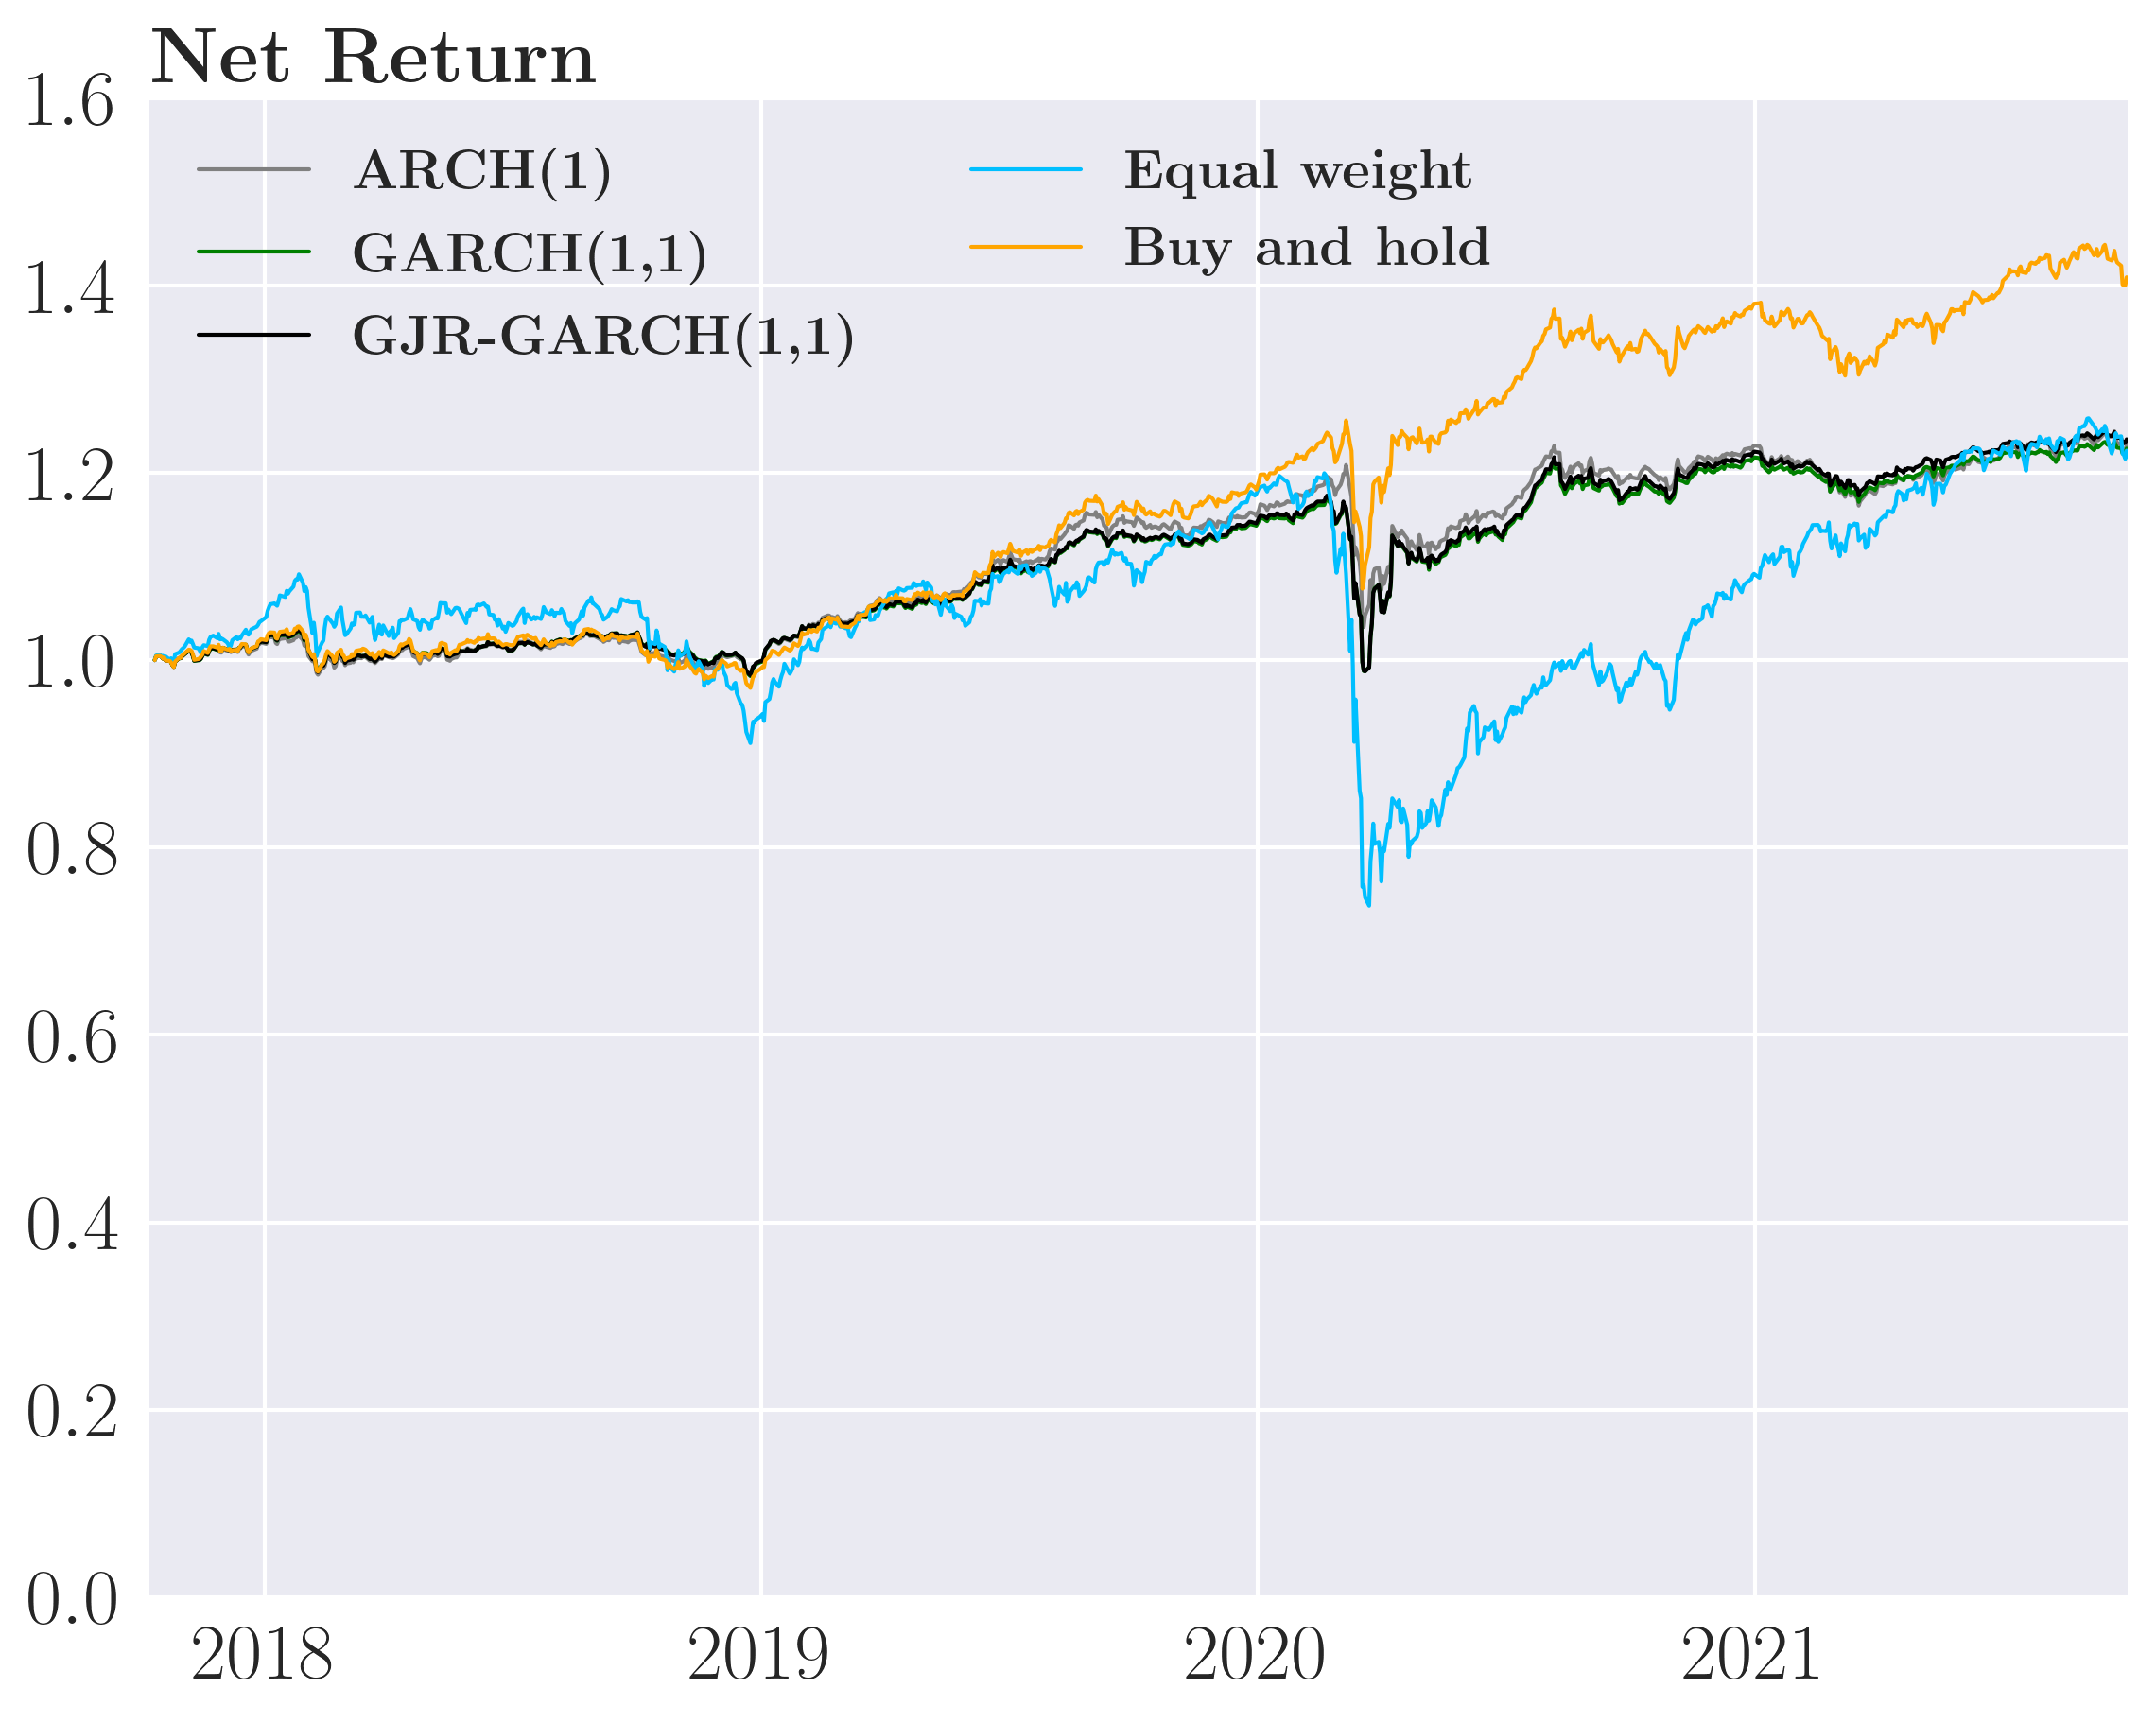 Net Return
1.6
1.4
1.2
1.0
0.8
0.6
0.4
0.2
0.0
ARCH(1)
GARCH(1,1)
GJR-GARCH(1,1)
Equal weight
Buy and hold
2018 2019 2020 2021